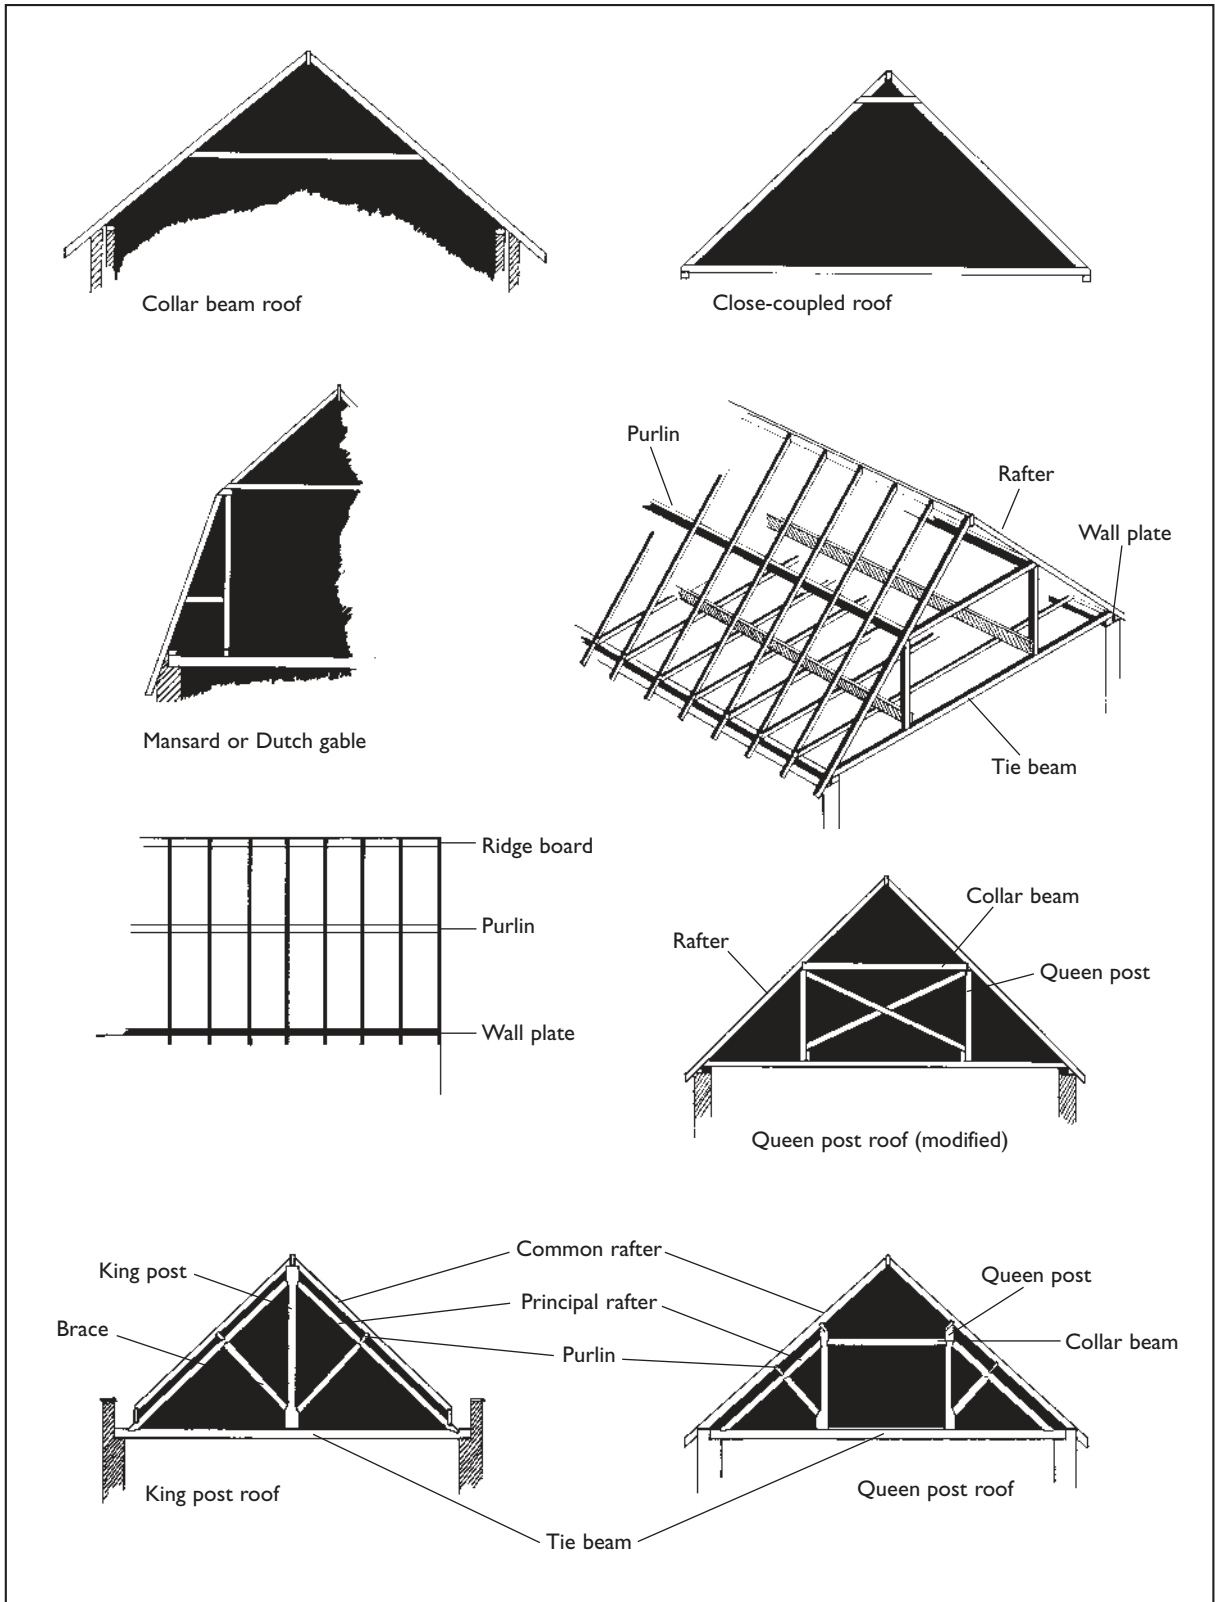 Collar beam roof
Close-coupled roof
Purlin
Rafter
Wall plate
Mansard or Dutch gable
Tie beam
Ridge board
Purlin
Wall plate
Collar beam
Rafter
Queen post
Queen post roof (modified)
King post
Common rafter
Queen post
Principal rafter
Brace
Purlin
Collar beam
King post roof
Queen post roof
Tie beam